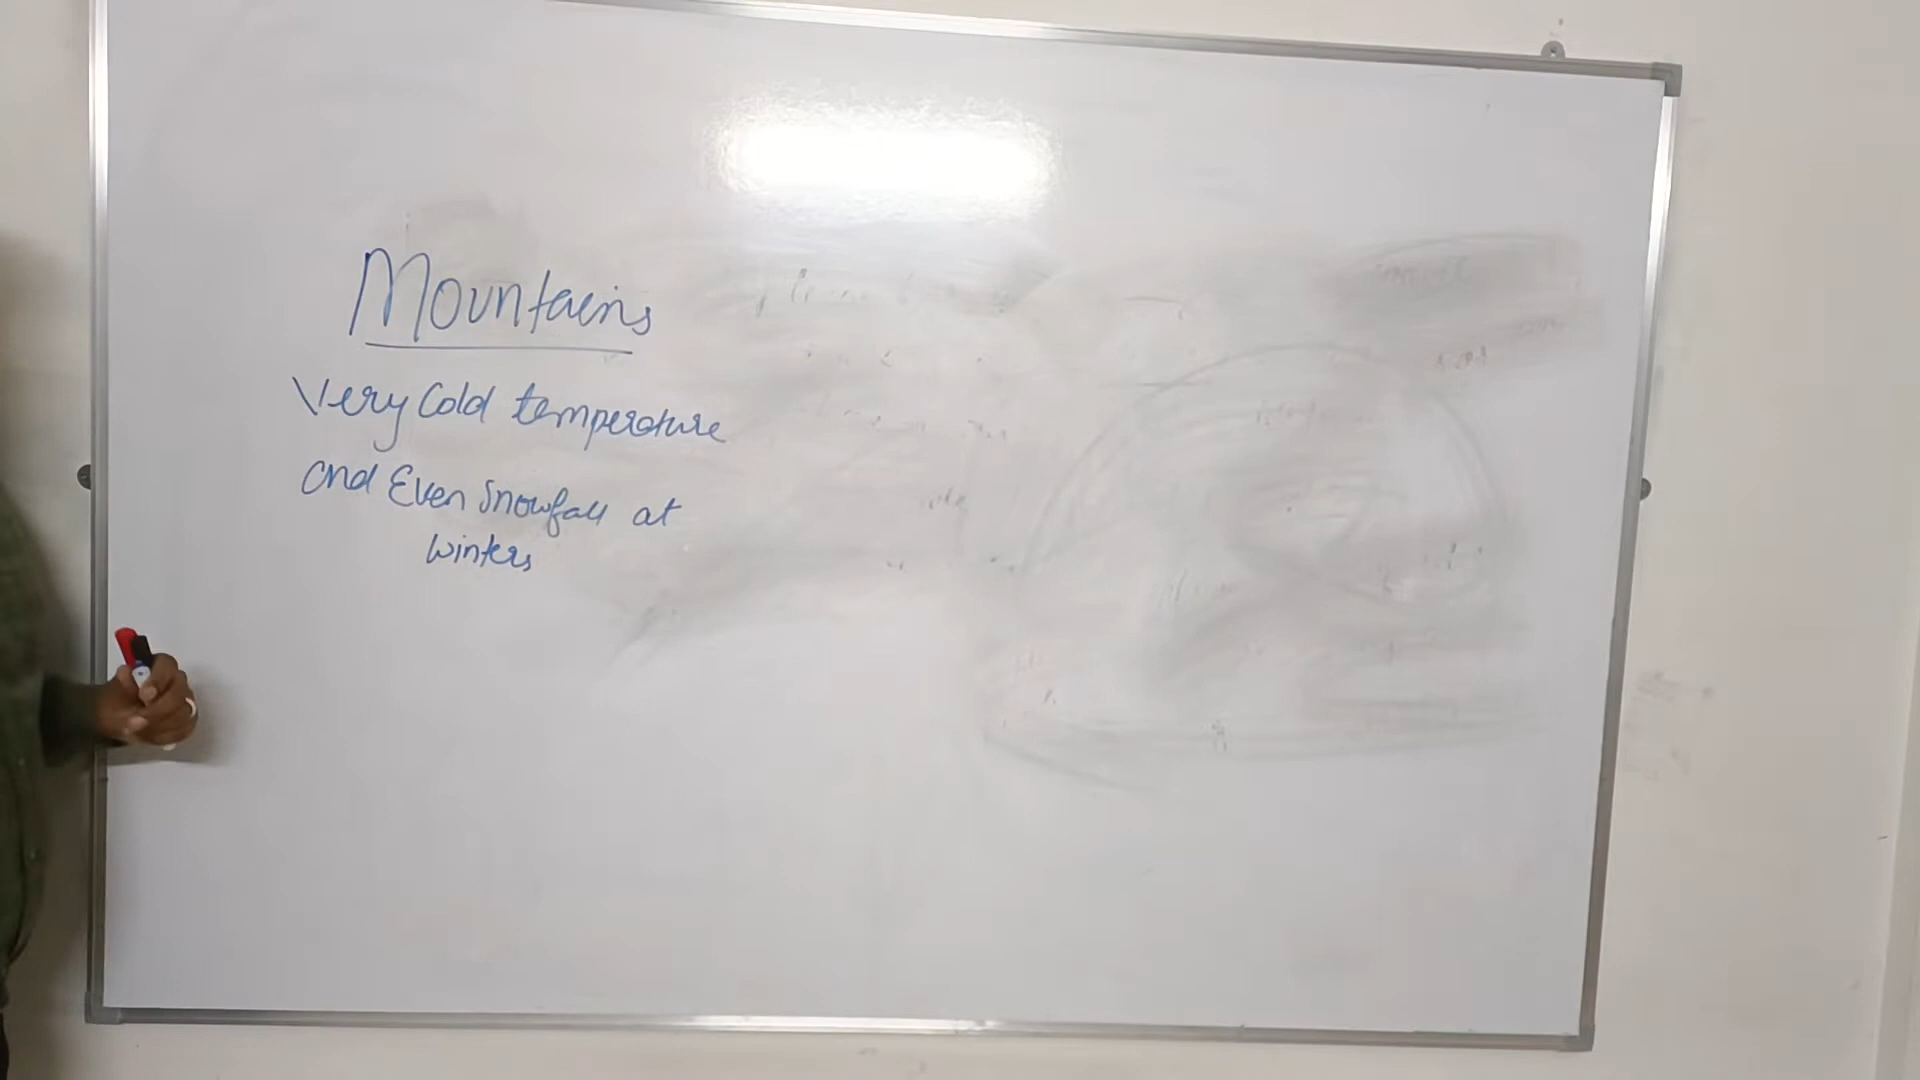 Mountains
Very Cold temperature
and Even Snowfall at
Winters